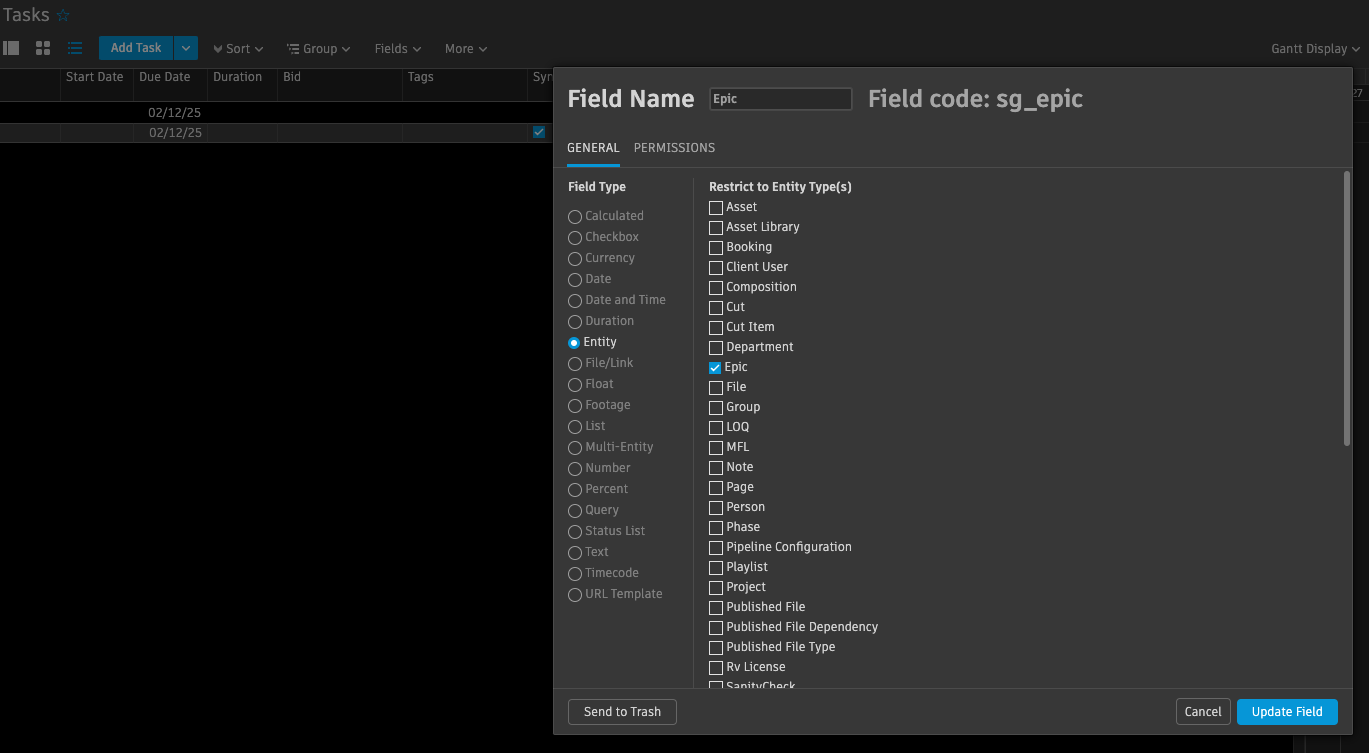 Tasks
Add Task Sort Group Fields More Gantt Display
Start Date Due Date Duration Bid Tags Syn
02/12/25
02/12/25
27
Field Name Epic Field code: sg_epic
GENERAL PERMISSIONS
Field Type
Calculated
Checkbox
Currency
Date
Date and Time
Duration
Entity
File/Link
Float
Footage
List
Multi-Entity
Number
Percent
Query
Status List
Text
Timecode
URL Template
Restrict to Entity Type(s)
Asset
Asset Library
Booking
Client User
Composition
Cut
Cut Item
Department
Epic
File
Group
LOQ
MFL
Note
Page
Person
Phase
Pipeline Configuration
Playlist
Project
Published File
Published File Dependency
Published File Type
Rv License
SanityCheck
Send to Trash Cancel Update Field